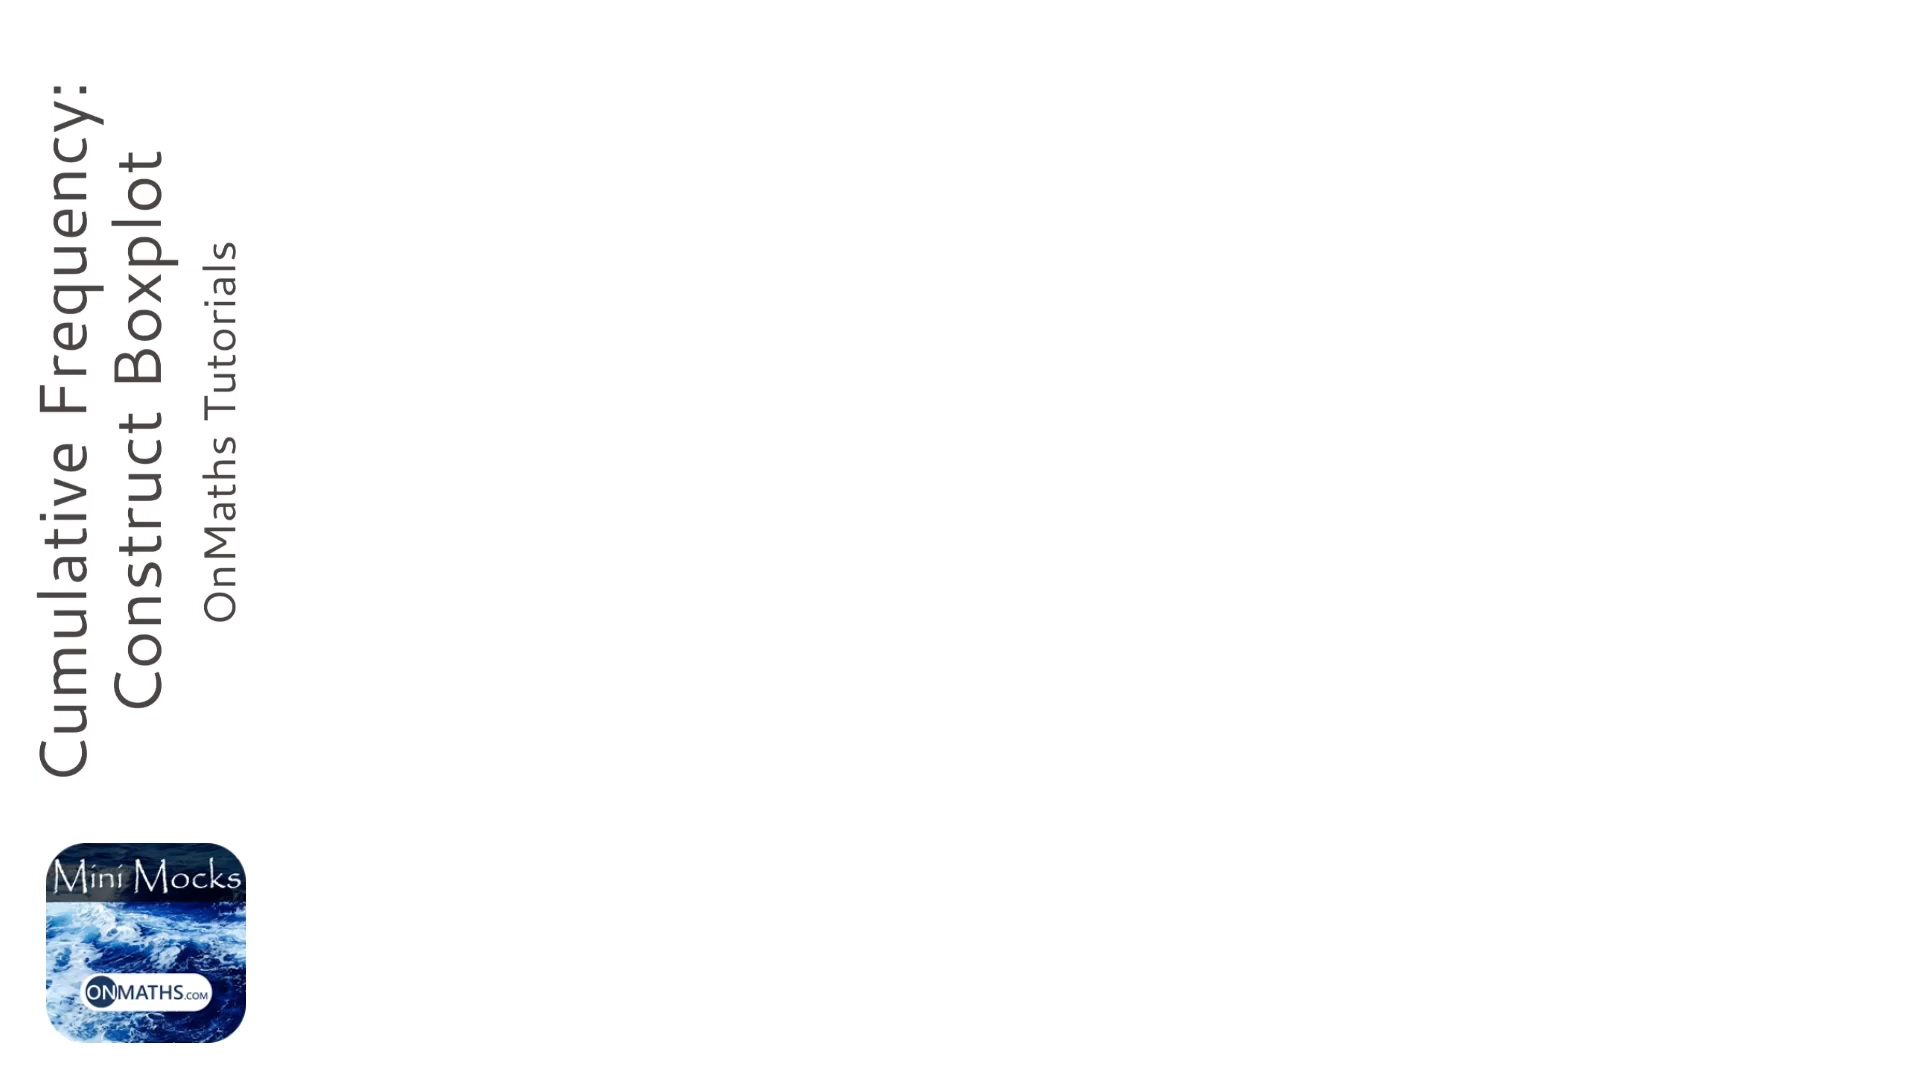 Cumulative Frequency:
Construct Boxplot
OnMaths Tutorials
Mini Mocks
ONMATHS.COM